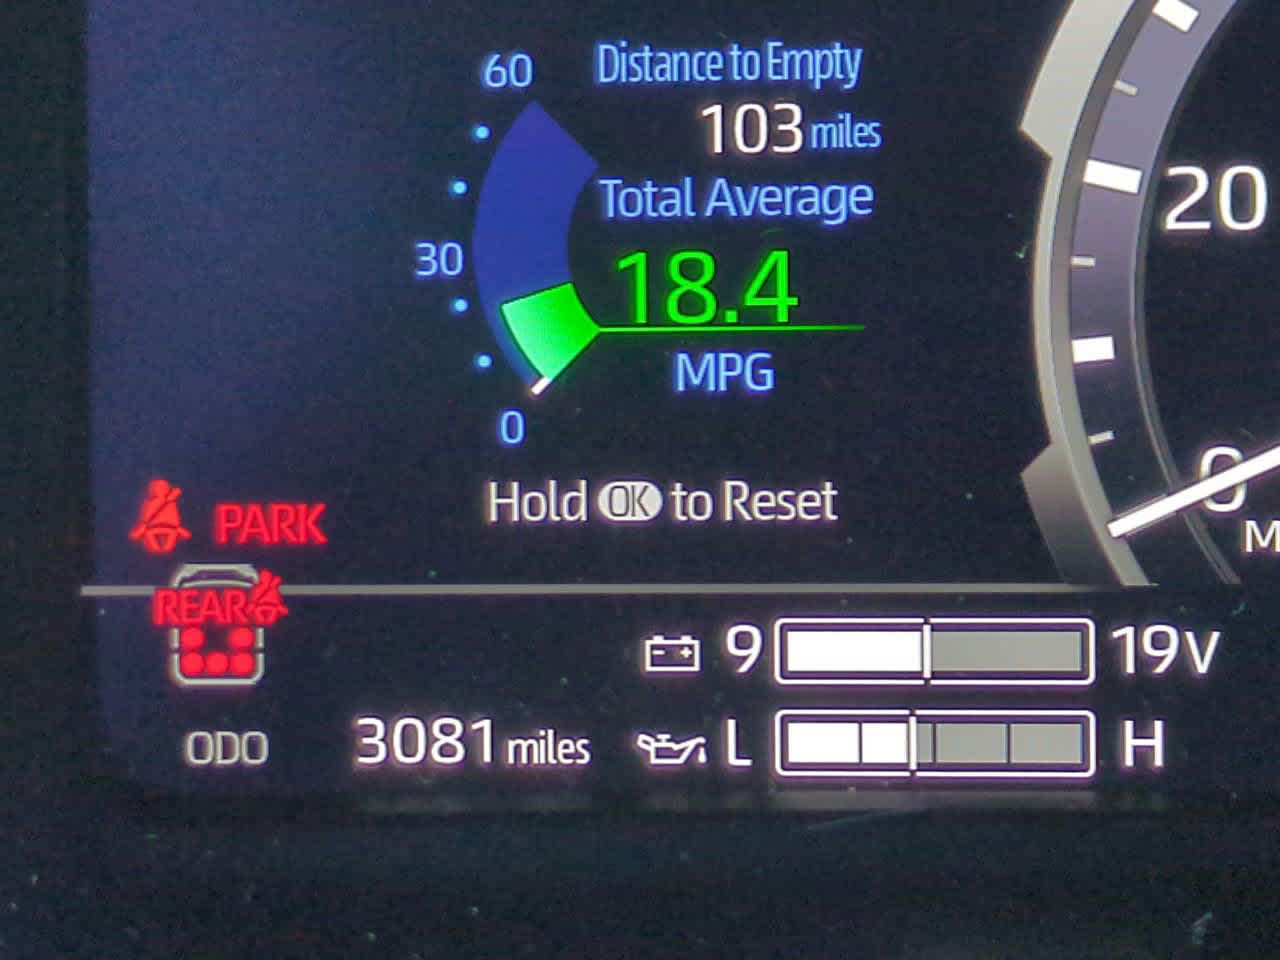 60
Distance to Empty
103 miles
Total Average
30
18.4
MPG
0
Hold OK to Reset
20
0
M
PARK
REAR
9 19V
ODO 3081 miles L H